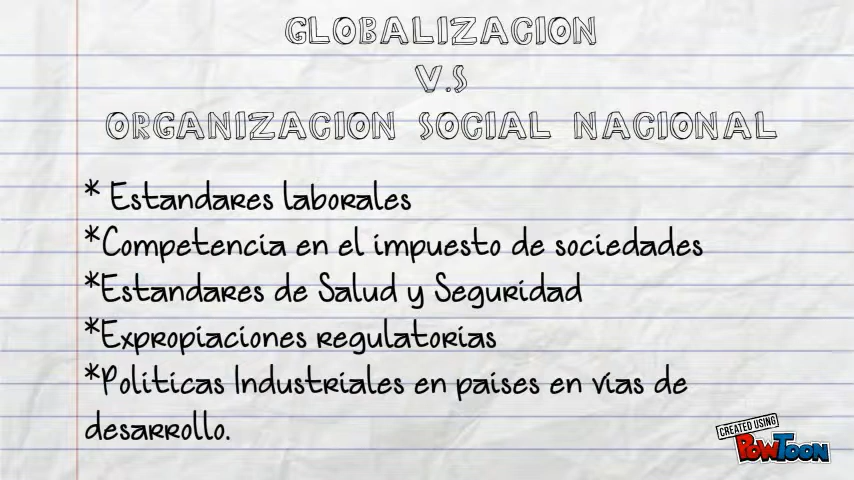 GLOBALIZACION
V.S
ORGANIZACION SOCIAL NACIONAL
* Estandares laborales
*Competencia en el impuesto de sociedades
*Estandares de Salud y Seguridad
*Expropiaciones regulatorias
*Politicas Industriales en paises en vias de
desarrollo.
CREATED USING
POWTOON